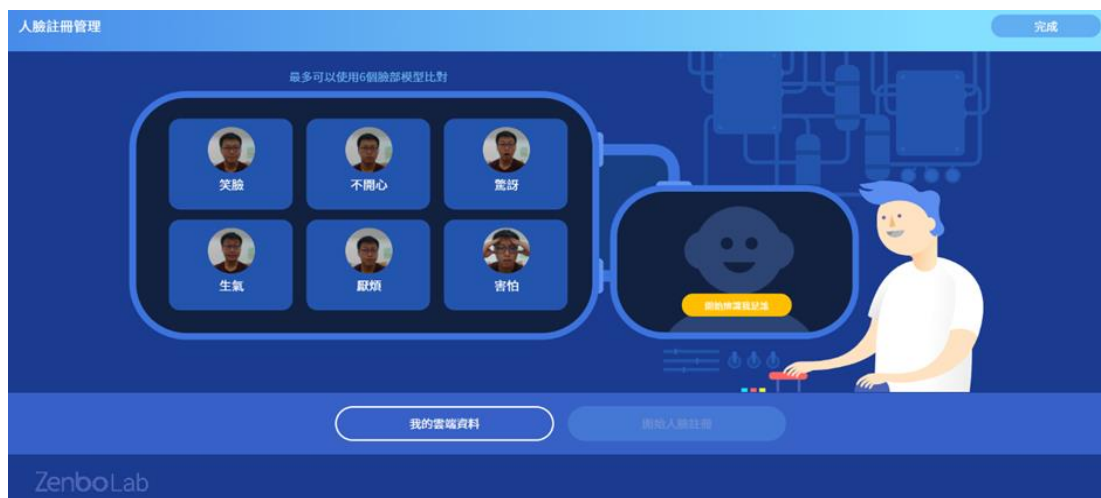 人臉註冊管理
完成
最多可以使用6個臉部模型比對
笑臉
不開心
驚訝
生氣
厭煩
害怕
我的雲端資料
開始人臉註冊
ZenboLab